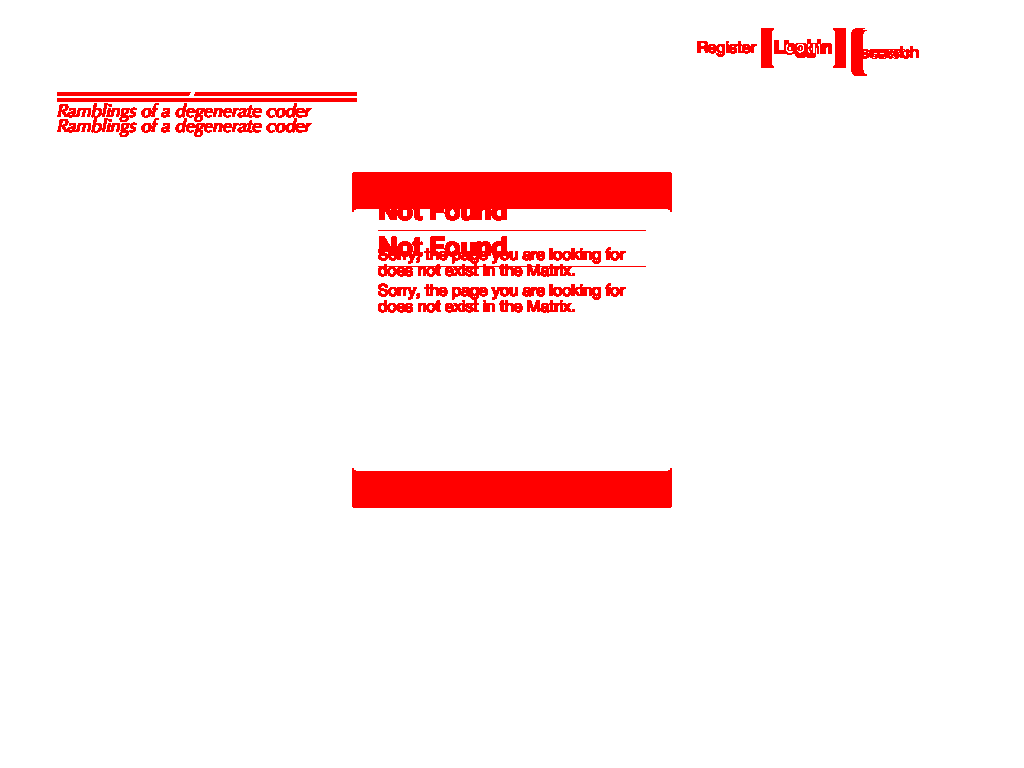 Register Login search
Ramblings of a degenerate coder
Ramblings of a degenerate coder
Not Found
Not Found
Sorry, the page you are looking for
does not exist in the Matrix.
Sorry, the page you are looking for
does not exist in the Matrix.